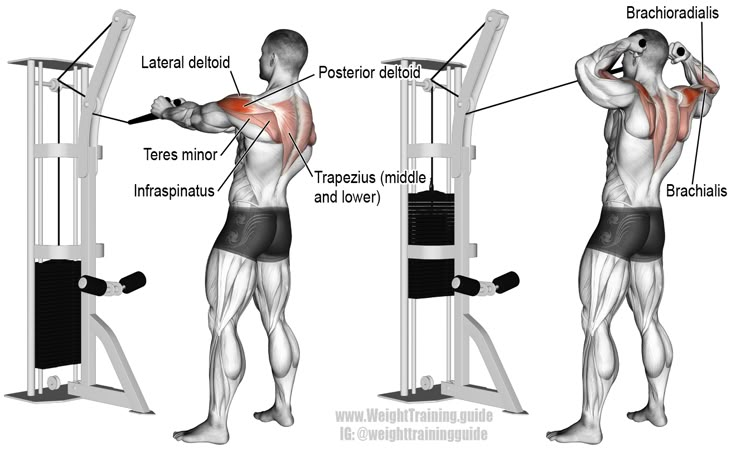 Lateral deltoid
Posterior deltoid
Teres minor
Infraspinatus
Trapezius (middle
and lower)
Brachioradialis
Brachialis
www.WeightTraining.guide
IG: @weighttrainingguide